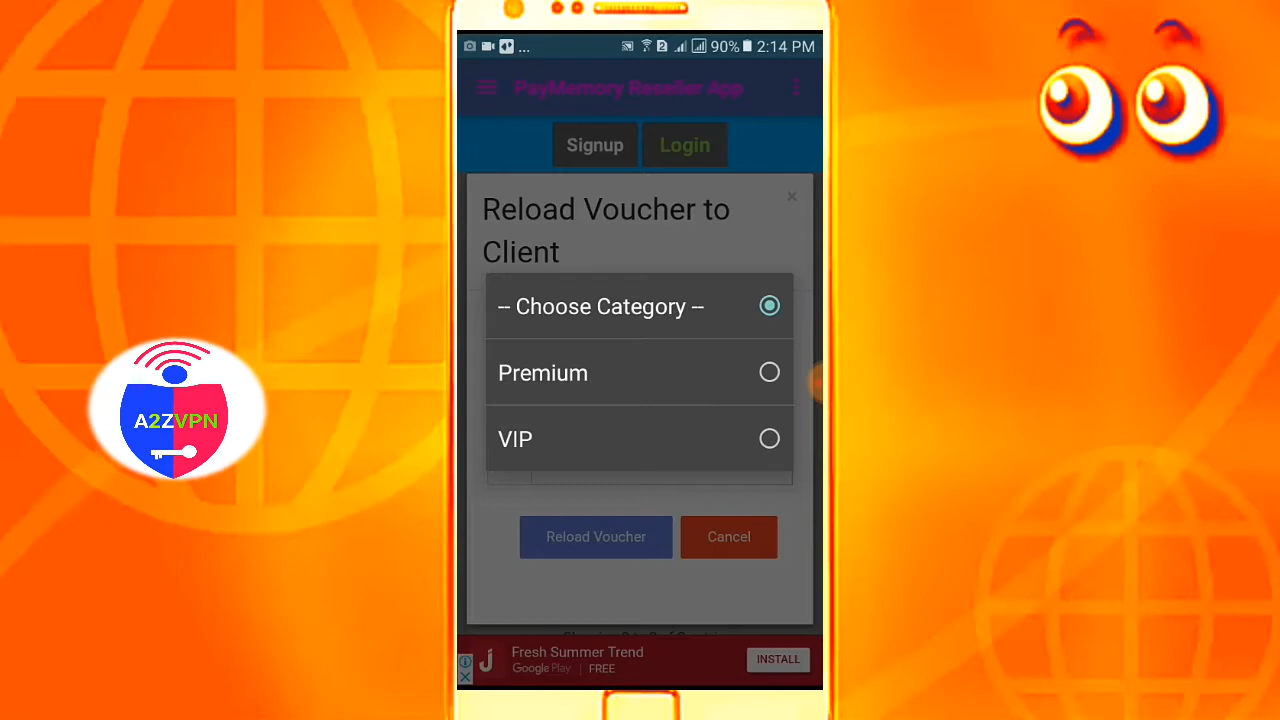 ... 90% 2:14 PM
PayMemory Reseller App
Signup Login
Reload Voucher to
Client
-- Choose Category --
Premium
VIP
Reload Voucher Cancel
Fresh Summer Trend
Google Play | FREE
INSTALL
A2ZVPN